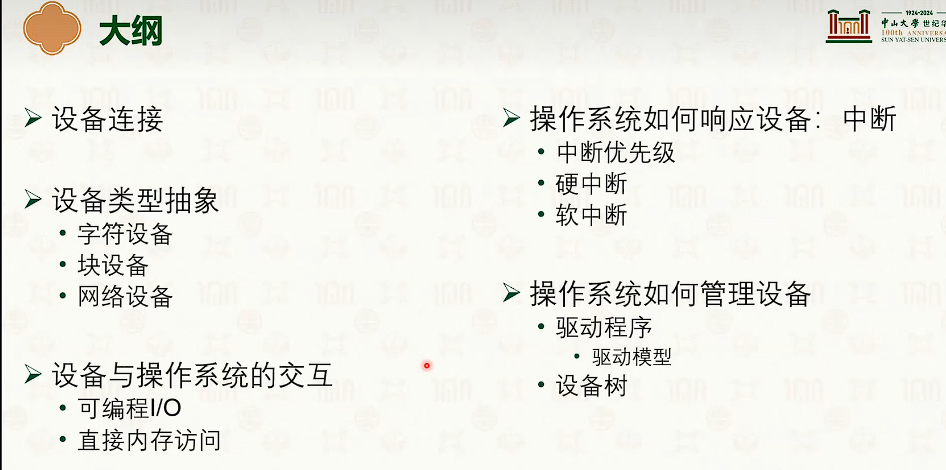 大纲
1924-2024
中山大学 世纪华
100th ANNIVERSA
SUN YAT-SEN UNIVERS
设备连接
设备类型抽象
字符设备
块设备
网络设备
设备与操作系统的交互
可编程I/O
直接内存访问
操作系统如何响应设备：中断
中断优先级
硬中断
软中断
操作系统如何管理设备
驱动程序
驱动模型
设备树